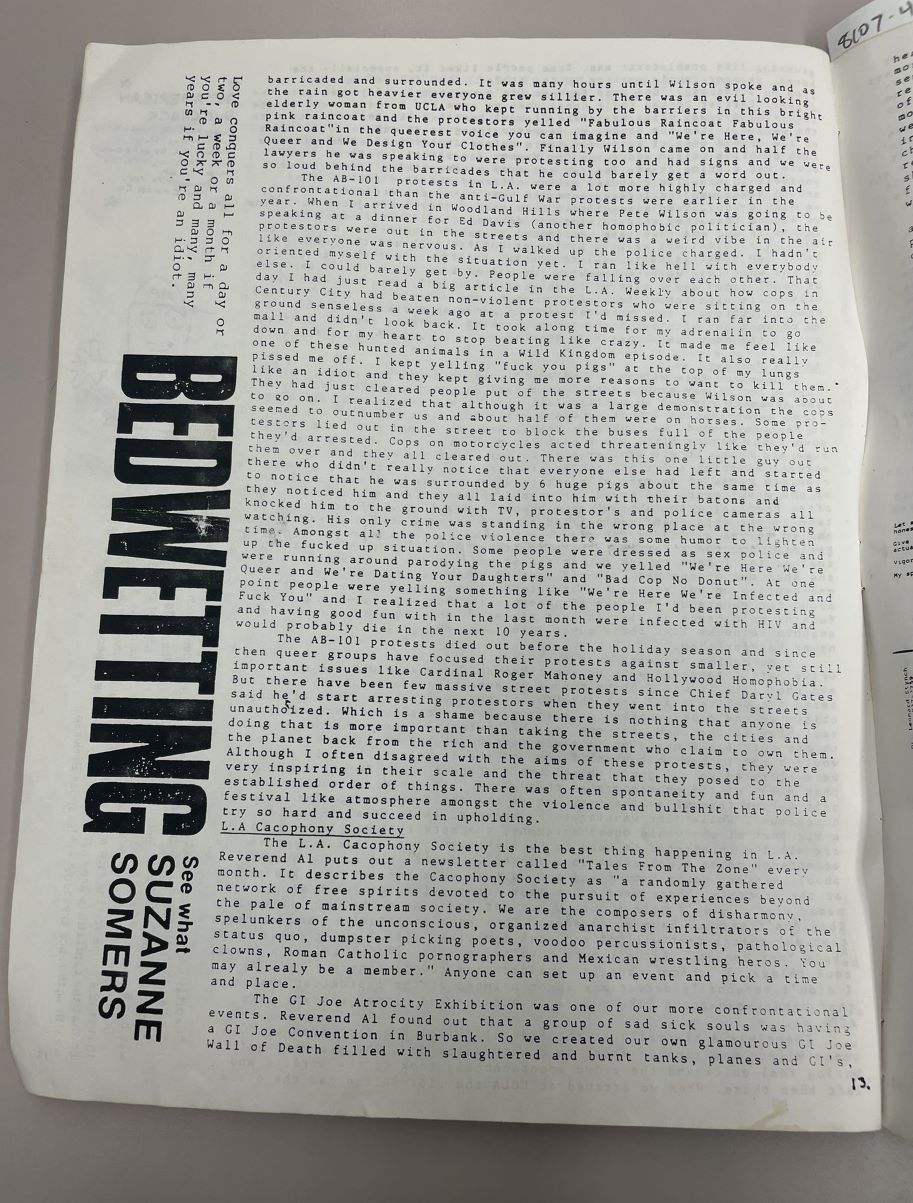 8107-4
Love conquers all for a day or
two, a week or a month if
you're lucky and many, many
years if you're an idiot.
BEDWETTING
See what
SUZANNE
SOMERS
barricaded and surrounded. It was many hours until Wilson spoke and as
the rain got heavier everyone grew sillier. There was an evil looking
elderly woman from UCLA who kept running by the barriers in this bright
pink raincoat and the protestors yelled "Fabulous Raincoat Fabulous
Raincoat"in the queerest voice you can imagine and "We're Here, We're
Queer and We Design Your Clothes". Finally Wilson came on and half the
lawyers he was speaking to were protesting too and had signs and we were
so loud behind the barricades that he could barely get a word out.
The AB-101 protests in L.A. were a lot more highly charged and
confrontational than the anti-Gulf War protests were earlier in the
year. When I arrived in Woodland Hills where Pete Wilson was going to be
speaking at a dinner for Ed Davis (another homophobic politician), the
protestors were out in the streets and there was a weird vibe in the air
like everyone was nervous. As I walked up the police charged. I hadn't
oriented myself with the situation yet. I ran like hell with everybody
else. I could barely get by. People were falling over each other. That
day I had just read a big article in the L.A. Weekly about how cops in
Century City had beaten non-violent protestors who were sitting on the
ground senseless a week ago at a protest I'd missed. I ran far into the
mall and didn't look back. It took along time for my adrenalin to go
down and for my heart to stop beating like crazy. It made me feel like
one of these hunted animals in a Wild Kingdom episode. It also really
pissed me off. I kept yelling "fuck you pigs" at the top of my lungs
like an idiot and they kept giving me more reasons to want to kill them.
They had just cleared people put of the streets because Wilson was about
to go on. I realized that although it was a large demonstration the cops
seemed to outnumber us and about half of them were on horses. Some pro-
testors lied out in the street to block the buses full of the people
they'd arrested. Cops on motorcycles acted threateningly like they'd run
them over and they all cleared out. There was this one little guy out
there who didn't really notice that everyone else had left and started
to notice that he was surrounded by 6 huge pigs about the same time as
they noticed him and they all laid into him with their batons and
knocked him to the ground with TV, protestor's and police cameras all
watching. His only crime was standing in the wrong place at the wrong
time. Amongst all the police violence there was some humor to lighten
up the fucked up situation. Some people were dressed as sex police and
were running around parodying the pigs and we yelled "We're Here We're
Queer and We're Dating Your Daughters" and "Bad Cop No Donut". At one
point people were yelling something like "We're Here We're Infected and
Fuck You" and I realized that a lot of the people I'd been protesting
and having good fun with in the last month were infected with HIV and
would probably die in the next 10 years.
The AB-101 protests died out before the holiday season and since
then queer groups have focused their protests against smaller, yet still
important issues like Cardinal Roger Mahoney and Hollywood Homophobia.
But there have been few massive street protests since Chief Daryl Gates
said he'd start arresting protestors when they went into the streets
unauthoized. Which is a shame because there is nothing that anyone is
doing that is more important than taking the streets, the cities and
the planet back from the rich and the government who claim to own them.
Although I often disagreed with the aims of these protests, they were
very inspiring in their scale and the threat that they posed to the
established order of things. There was often spontaneity and fun and a
festival like atmosphere amongst the violence and bullshit that police
try so hard and succeed in upholding.
L.A Cacophony Society
The L.A. Cacophony Society is the best thing happening in L.A.
Reverend Al puts out a newsletter called "Tales From The Zone" every
month. It describes the Cacophony Society as "a randomly gathered
network of free spirits devoted to the pursuit of experiences beyond
the pale of mainstream society. We are the composers of disharmony,
spelunkers of the unconscious, organized anarchist infiltrators of the
status quo, dumpster picking poets, voodoo percussionists, pathological
clowns, Roman Catholic pornographers and Mexican wrestling heros. You
may alrealy be a member." Anyone can set up an event and pick a time
and place.
The GI Joe Atrocity Exhibition was one of our more confrontational
events. Reverend Al found out that a group of sad sick souls was having
a GI Joe Convention in Burbank. So we created our own glamourous GI Joe
Wall of Death filled with slaughtered and burnt tanks, planes and GI's,
13.